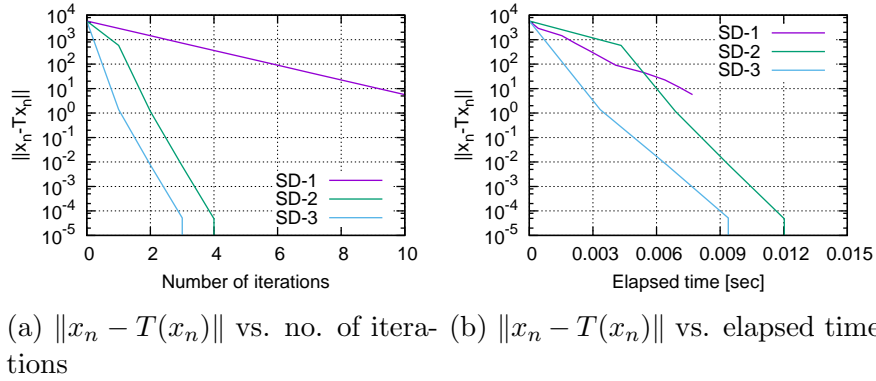 10^5
10^4
10^3
10^2
10^1
10^0
10^-1
10^-2
10^-3
10^-4
10^-5
||x_n-Tx_n||
SD-1
SD-2
SD-3
0 2 4 6 8 10
Number of iterations
10^5
10^4
10^3
10^2
10^1
10^0
10^-1
10^-2
10^-3
10^-4
10^-5
||x_n-Tx_n||
SD-1
SD-2
SD-3
0 0.003 0.006 0.009 0.012 0.015
Elapsed time [sec]
(a) ‖x_n − T(x_n)‖ vs. no. of itera-
tions
(b) ‖x_n − T(x_n)‖ vs. elapsed time